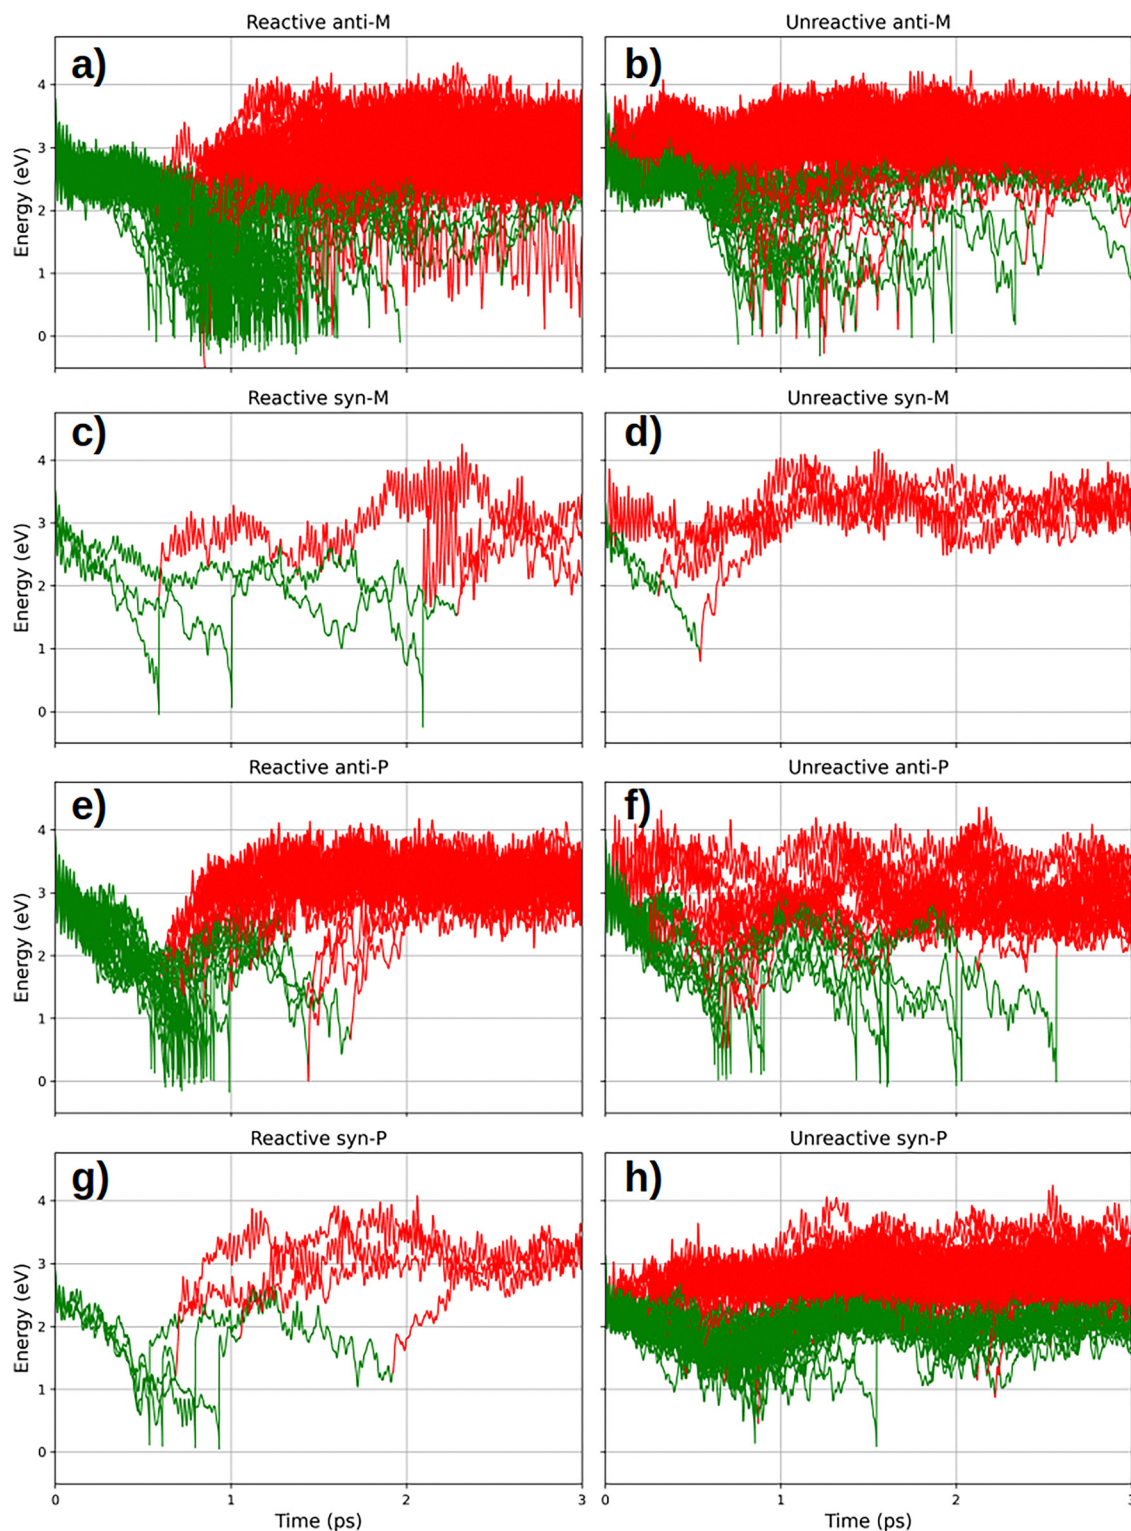 Reactive anti-M
Unreactive anti-M
a)
b)
4
3
2
1
0
Energy (eV)
Reactive syn-M
Unreactive syn-M
c)
d)
4
3
2
1
0
Energy (eV)
Reactive anti-P
Unreactive anti-P
e)
f)
4
3
2
1
0
Energy (eV)
Reactive syn-P
Unreactive syn-P
g)
h)
4
3
2
1
0
Energy (eV)
0 1 2 3
0 1 2 3
Time (ps)
Time (ps)